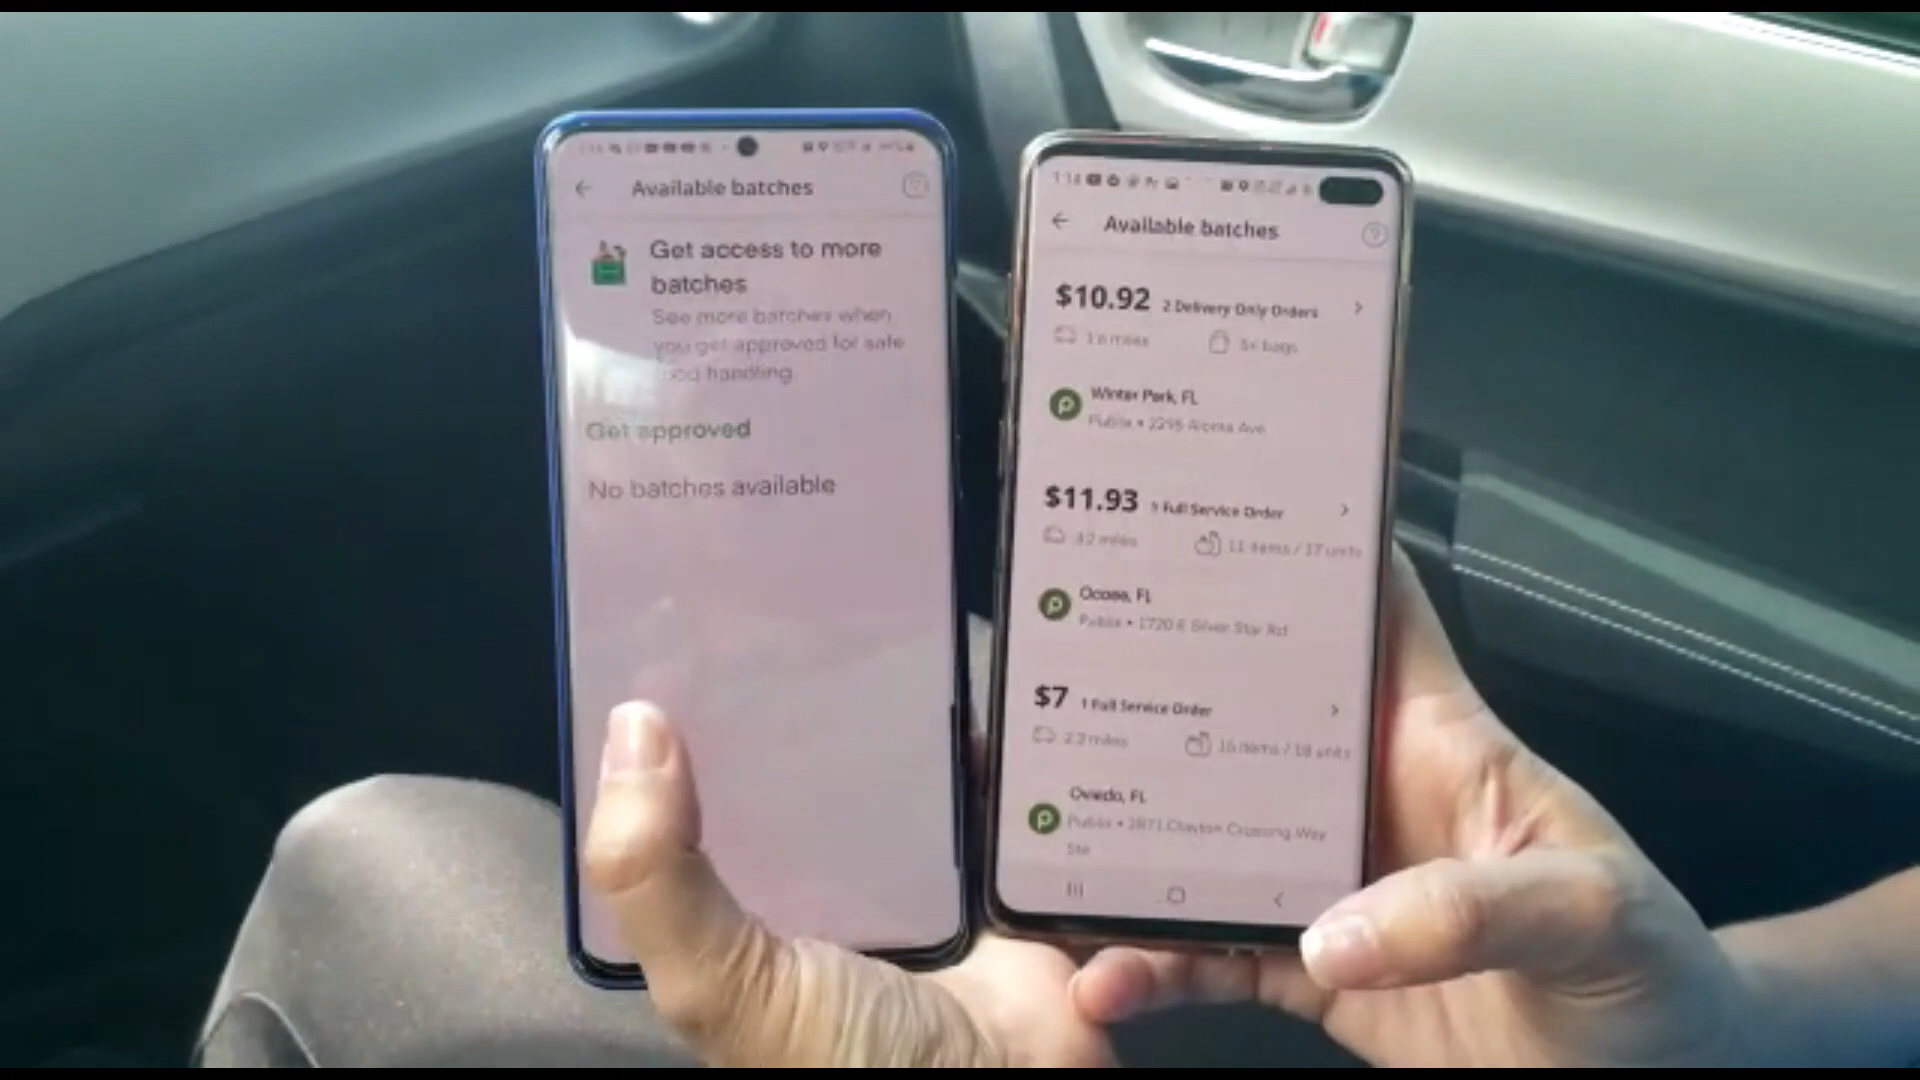 Available batches
Get access to more
batches
See more batches when
you get approved for safe
food handling
Get approved
No batches available
1:14
Available batches
$10.92 2 Delivery Only Orders
1.6 miles 5+ bags
Winter Park, FL
Publix • 2295 Aloma Ave
$11.93 1 Full Service Order
3.2 miles 11 items / 17 units
Ocoee, FL
Publix • 1720 E Silver Star Rd
$7 1 Full Service Order
2.2 miles items / units
Oviedo, FL
Publix • 2871 Clayton Crossing Way
Ste